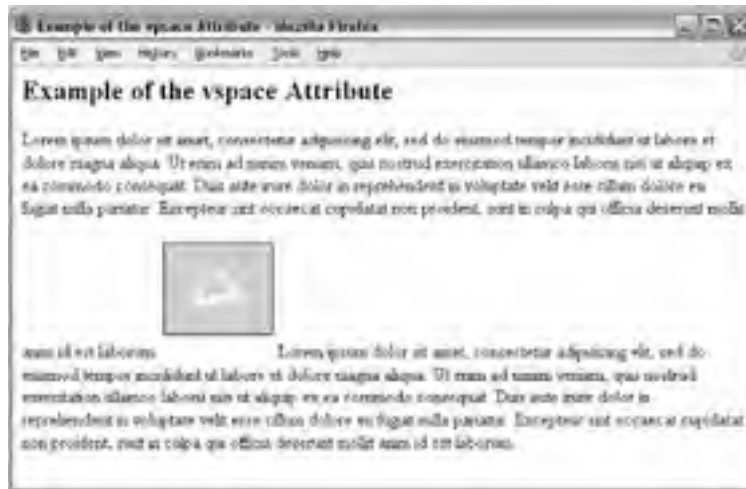 Example of the vspace Attribute - Mozilla Firefox
File Edit View History Bookmarks Tools Help
Example of the vspace Attribute
Lorem ipsum dolor sit amet, consectetur adipisicing elit, sed do eiusmod tempor incididunt ut labore et
dolore magna aliqua. Ut enim ad minim veniam, quis nostrud exercitation ullamco laboris nisi ut aliquip ex
ea commodo consequat. Duis aute irure dolor in reprehenderit in voluptate velit esse cillum dolore eu
fugiat nulla pariatur. Excepteur sint occaecat cupidatat non proident, sunt in culpa qui officia deserunt mollit
anim id est laborum.
Lorem ipsum dolor sit amet, consectetur adipisicing elit, sed do
eiusmod tempor incididunt ut labore et dolore magna aliqua. Ut enim ad minim veniam, quis nostrud
exercitation ullamco laboris nisi ut aliquip ex ea commodo consequat. Duis aute irure dolor in
reprehenderit in voluptate velit esse cillum dolore eu fugiat nulla pariatur. Excepteur sint occaecat cupidatat
non proident, sunt in culpa qui officia deserunt mollit anim id est laborum.